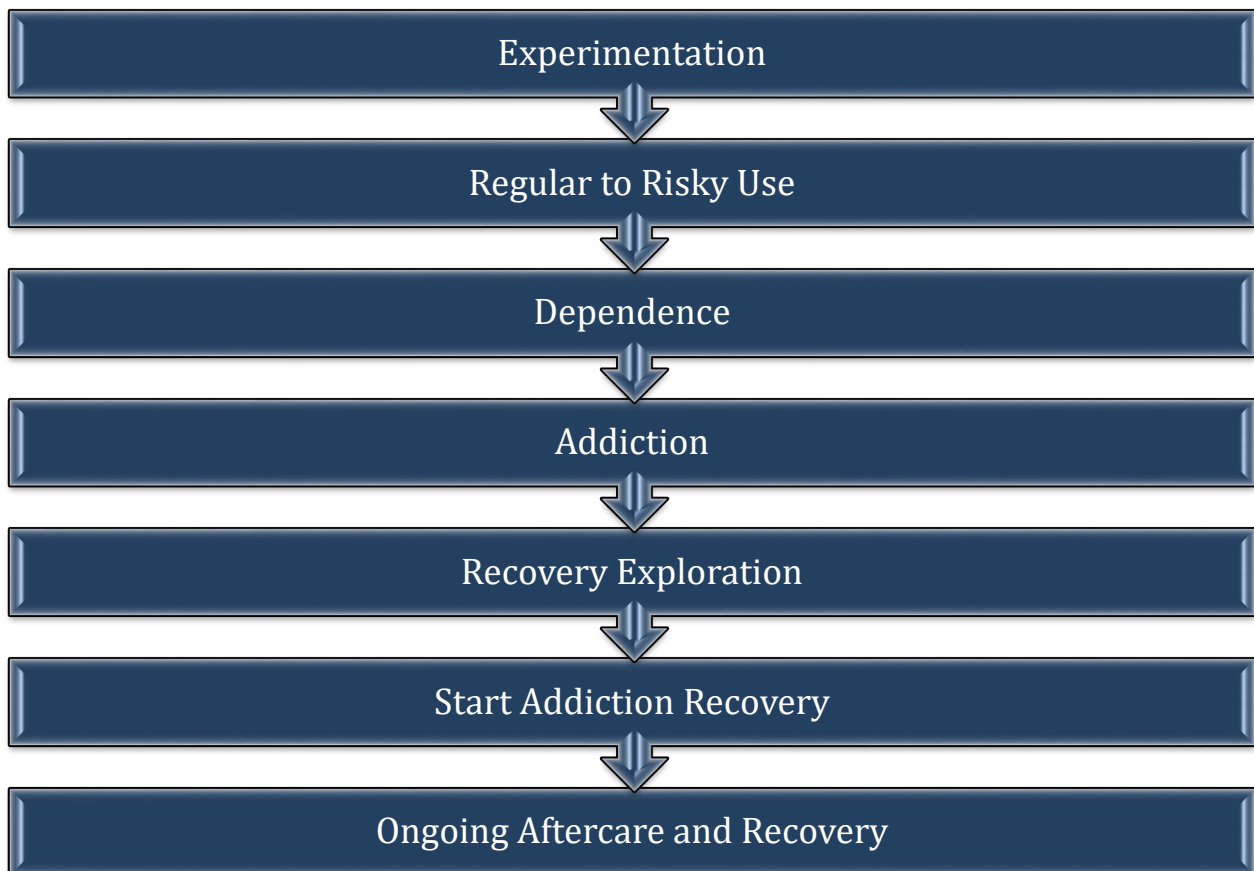 Experimentation
Regular to Risky Use
Dependence
Addiction
Recovery Exploration
Start Addiction Recovery
Ongoing Aftercare and Recovery